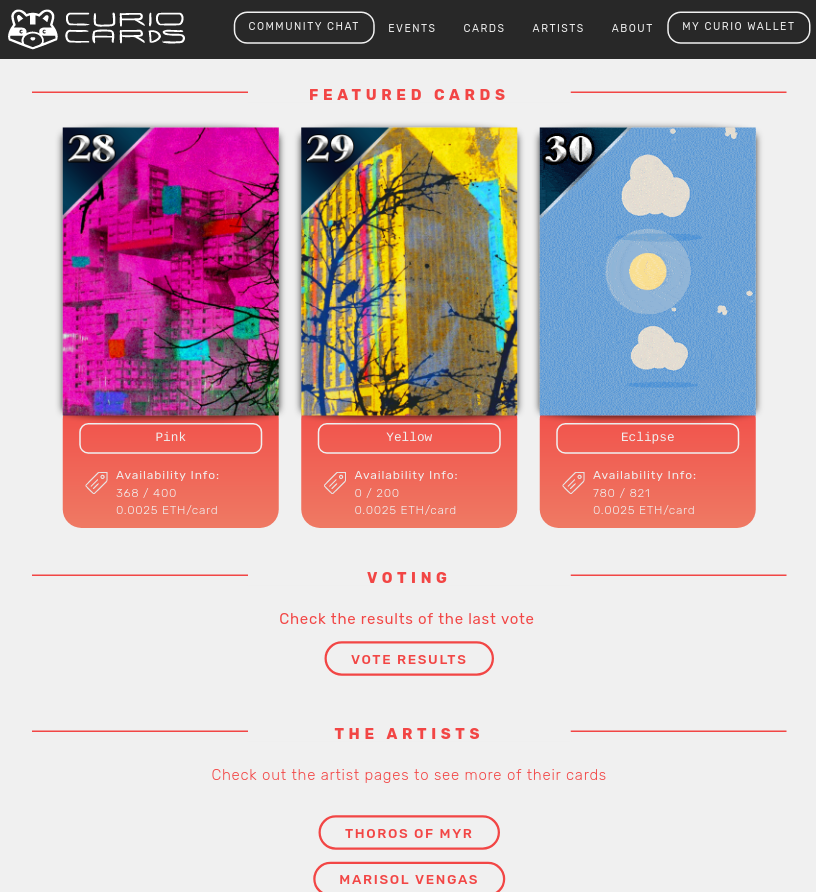 CURIO
CARDS
COMMUNITY CHAT
EVENTS
CARDS
ARTISTS
ABOUT
MY CURIO WALLET
FEATURED CARDS
28
29
30
Pink
Availability Info:
368 / 400
0.0025 ETH/card
Yellow
Availability Info:
0 / 200
0.0025 ETH/card
Eclipse
Availability Info:
780 / 821
0.0025 ETH/card
VOTING
Check the results of the last vote
VOTE RESULTS
THE ARTISTS
Check out the artist pages to see more of their cards
THOROS OF MYR
MARISOL VENGAS